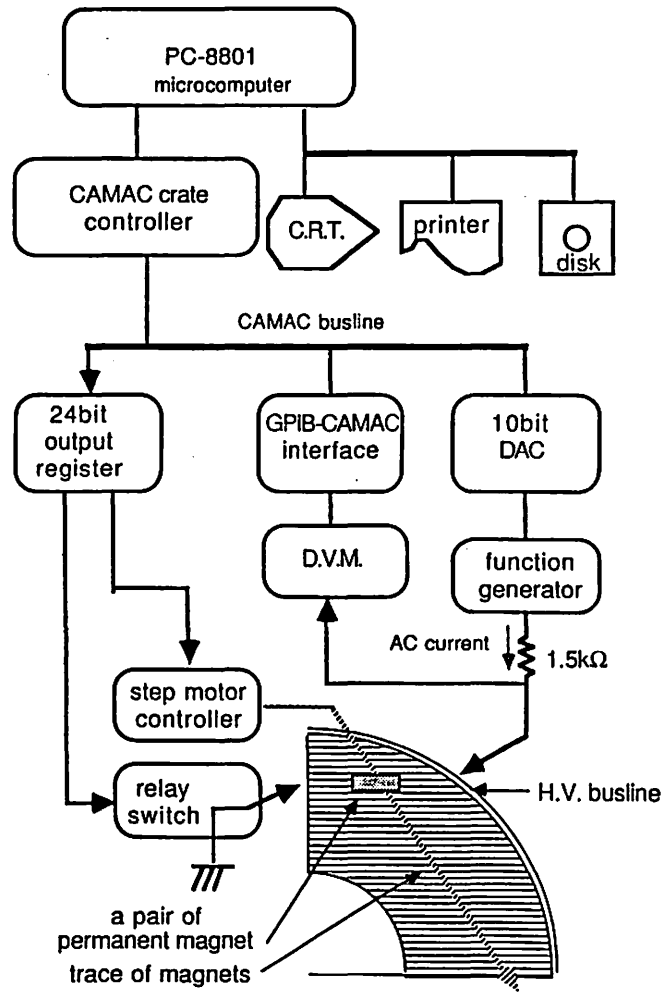 PC-8801
microcomputer
CAMAC crate
controller
C.R.T.
printer
disk
CAMAC busline
24bit
output
register
GPIB-CAMAC
interface
10bit
DAC
D.V.M.
function
generator
AC current
1.5kΩ
step motor
controller
relay
switch
H.V. busline
a pair of
permanent magnet
trace of magnets